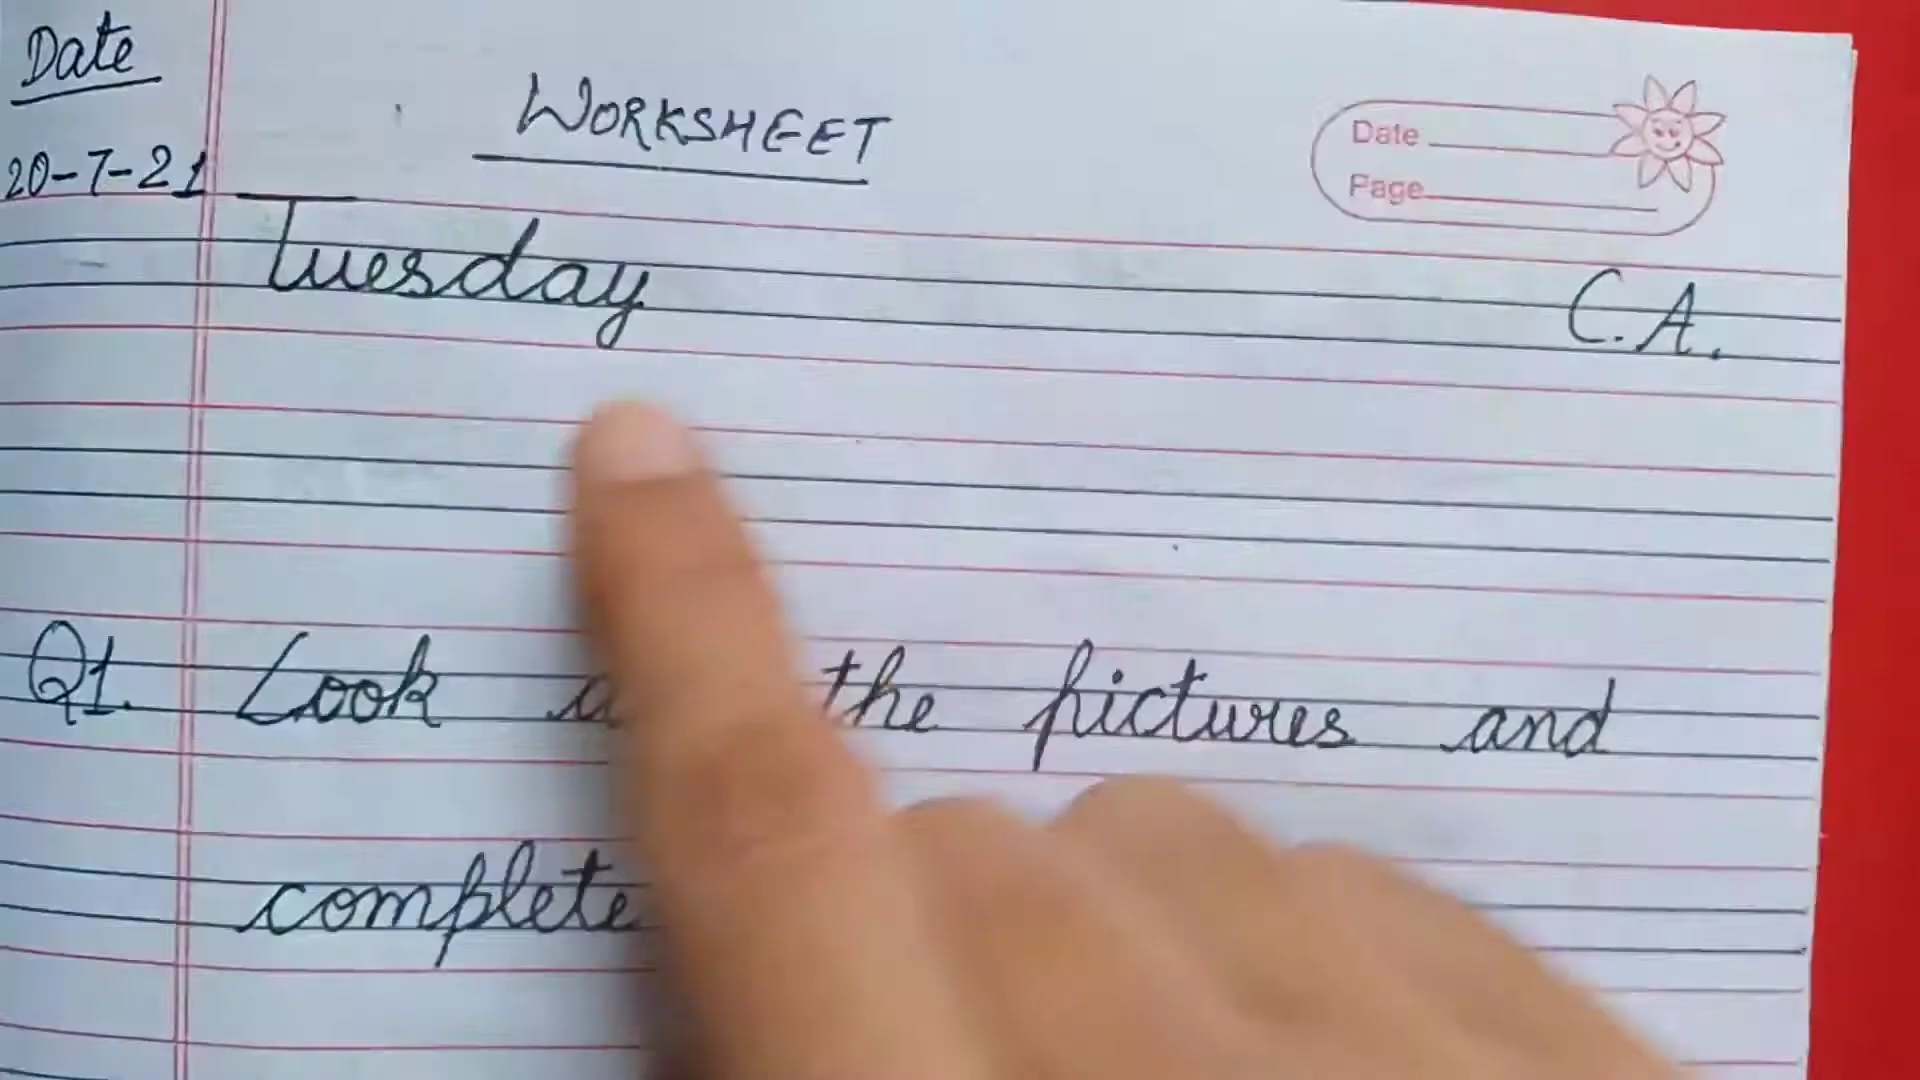 Date
WORKSHEET
Date
Page
20-7-21
Tuesday
C.A.
Q1. Look the pictures and
complete